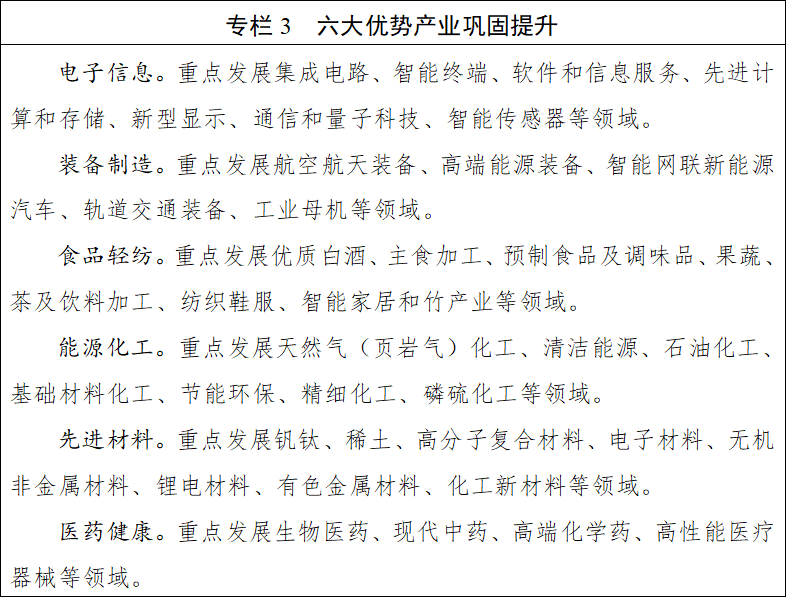 专栏 3　六大优势产业巩固提升
电子信息。重点发展集成电路、智能终端、软件和信息服务、先进计
算和存储、新型显示、通信和量子科技、智能传感器等领域。
装备制造。重点发展航空航天装备、高端能源装备、智能网联新能源
汽车、轨道交通装备、工业母机等领域。
食品轻纺。重点发展优质白酒、主食加工、预制食品及调味品、果蔬、
茶及饮料加工、纺织鞋服、智能家居和竹产业等领域。
能源化工。重点发展天然气（页岩气）化工、清洁能源、石油化工、
基础材料化工、节能环保、精细化工、磷硫化工等领域。
先进材料。重点发展钒钛、稀土、高分子复合材料、电子材料、无机
非金属材料、锂电材料、有色金属材料、化工新材料等领域。
医药健康。重点发展生物医药、现代中药、高端化学药、高性能医疗
器械等领域。